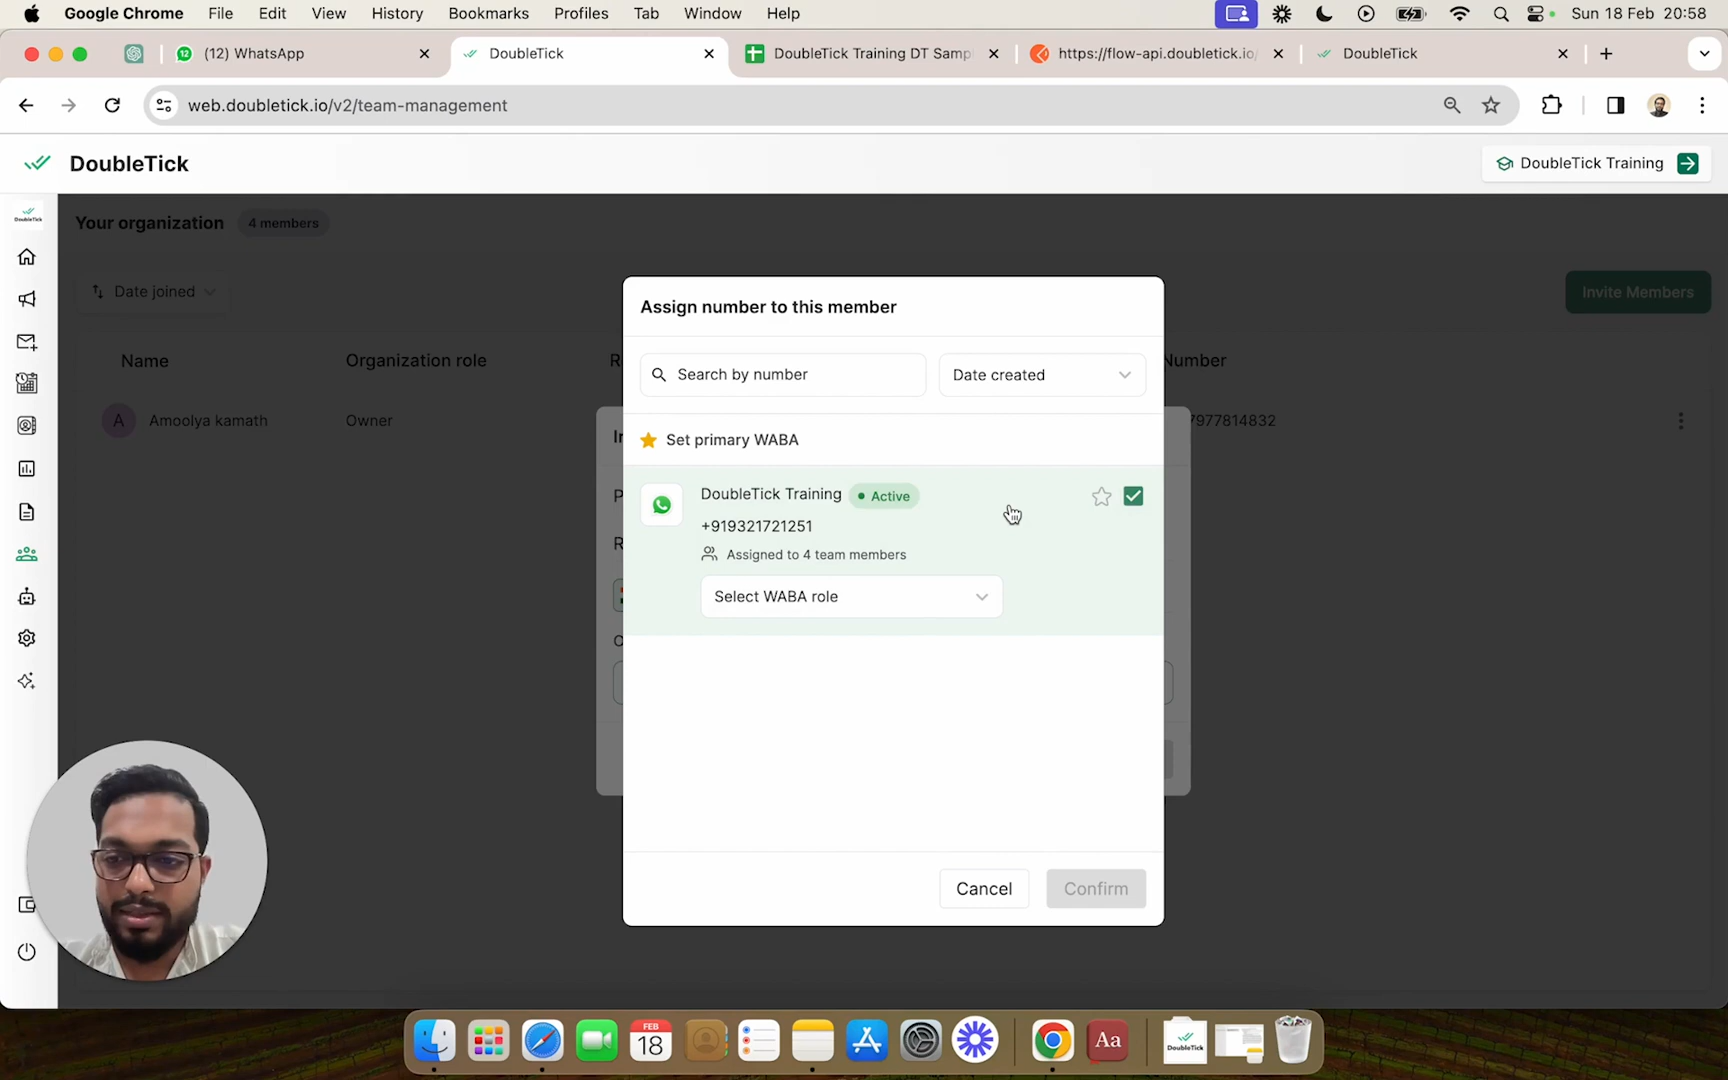 Google Chrome File Edit View History Bookmarks Profiles Tab Window Help Sun 18 Feb 20:58
(12) WhatsApp DoubleTick DoubleTick Training DT Samp https://flow-api.doubletick.io/ DoubleTick
web.doubletick.io/v2/team-management
DoubleTick DoubleTick Training
DoubleTick
Your organization 4 members
Date joined Invite Members
Assign number to this member
Name Organization role Number
Search by number Date created
Amoolya kamath Owner 7977814832
A
Set primary WABA
DoubleTick Training Active
+919321721251
Assigned to 4 team members
Select WABA role
Cancel Confirm
FEB
18
Aa
DoubleTick